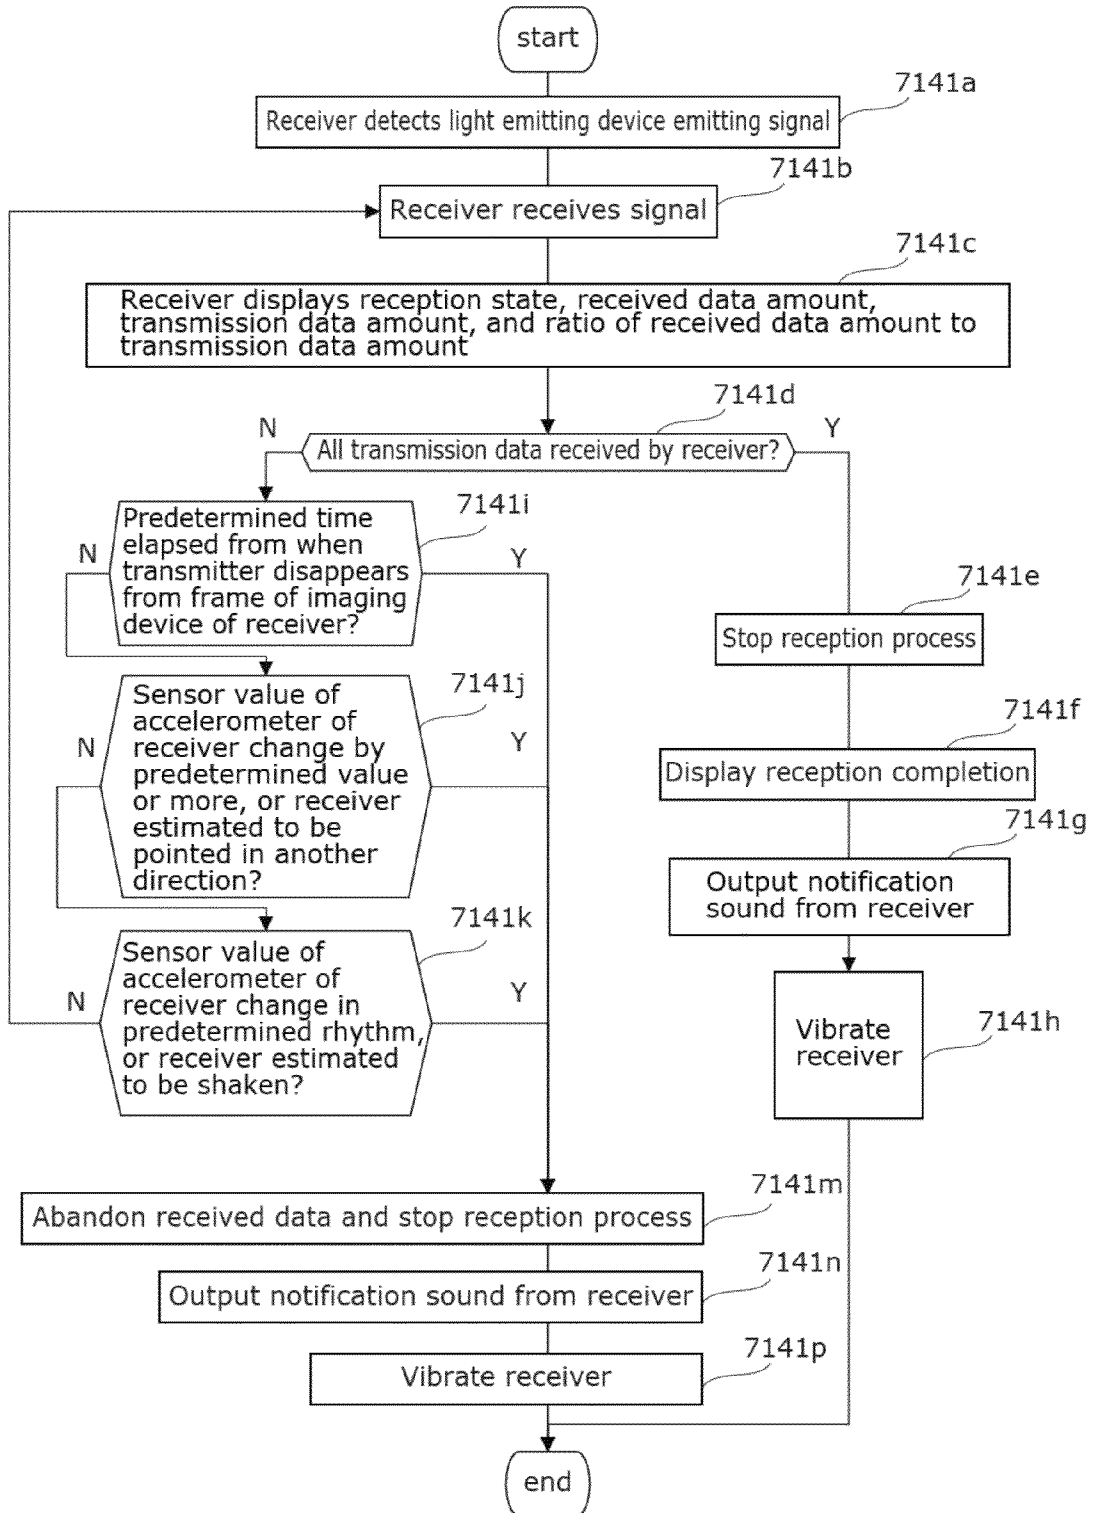 start
7141a
Receiver detects light emitting device emitting signal
7141b
Receiver receives signal
7141c
Receiver displays reception state, received data amount,
transmission data amount, and ratio of received data amount to
transmission data amount
7141d
N
Y
All transmission data received by receiver?
7141i
Predetermined time
elapsed from when
transmitter disappears
from frame of imaging
device of receiver?
N
Y
7141e
Stop reception process
7141j
Sensor value of
accelerometer of
receiver change by
predetermined value
or more, or receiver
estimated to be
pointed in another
direction?
N
Y
7141f
Display reception completion
7141g
Output notification
sound from receiver
7141k
Sensor value of
accelerometer of
receiver change in
predetermined rhythm,
or receiver estimated
to be shaken?
N
Y
7141h
Vibrate
receiver
7141m
Abandon received data and stop reception process
7141n
Output notification sound from receiver
7141p
Vibrate receiver
end